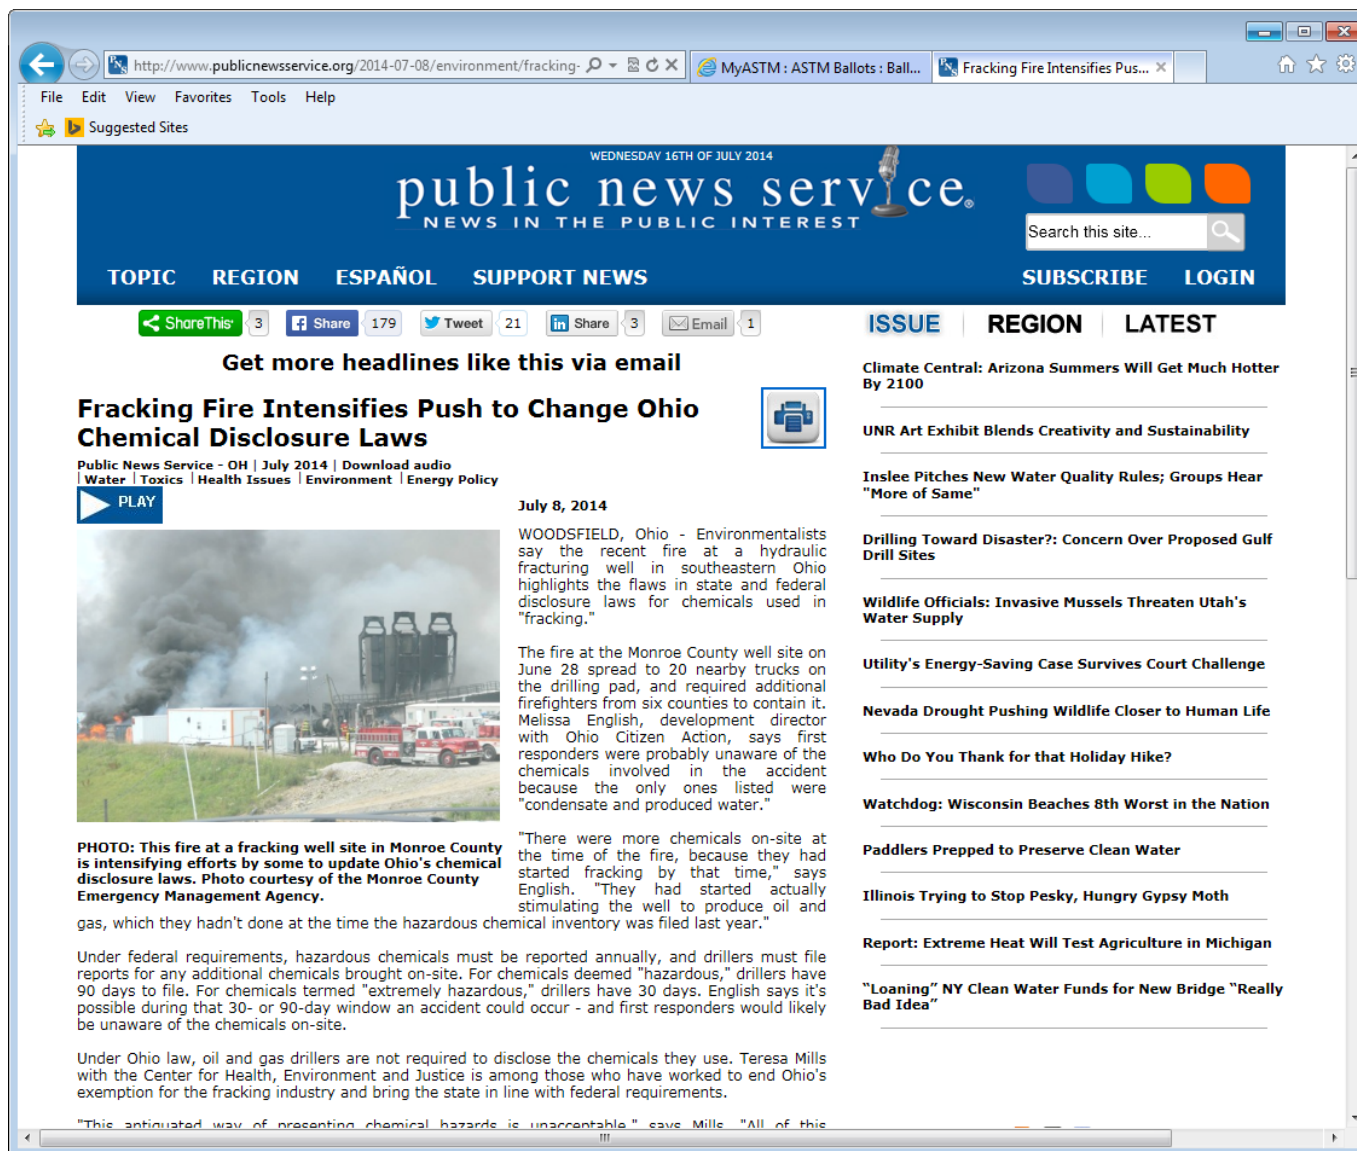 http://www.publicnewsservice.org/2014-07-08/environment/fracking-
MyASTM : ASTM Ballots : Ball...
Fracking Fire Intensifies Pus...
File Edit View Favorites Tools Help
Suggested Sites
WEDNESDAY 16TH OF JULY 2014
public news service®
NEWS IN THE PUBLIC INTEREST
Search this site...
TOPIC REGION ESPAÑOL SUPPORT NEWS SUBSCRIBE LOGIN
ShareThis 3 Share 179 Tweet 21 Share 3 Email 1
Get more headlines like this via email
Fracking Fire Intensifies Push to Change Ohio
Chemical Disclosure Laws
Public News Service - OH | July 2014 | Download audio
| Water | Toxics | Health Issues | Environment | Energy Policy
PLAY
July 8, 2014
WOODSFIELD, Ohio - Environmentalists
say the recent fire at a hydraulic
fracturing well in southeastern Ohio
highlights the flaws in state and federal
disclosure laws for chemicals used in
"fracking."
The fire at the Monroe County well site on
June 28 spread to 20 nearby trucks on
the drilling pad, and required additional
firefighters from six counties to contain it.
Melissa English, development director
with Ohio Citizen Action, says first
responders were probably unaware of the
chemicals involved in the accident
because the only ones listed were
"condensate and produced water."
PHOTO: This fire at a fracking well site in Monroe County
is intensifying efforts by some to update Ohio's chemical
disclosure laws. Photo courtesy of the Monroe County
Emergency Management Agency.
"There were more chemicals on-site at
the time of the fire, because they had
started fracking by that time," says
English. "They had started actually
stimulating the well to produce oil and
gas, which they hadn't done at the time the hazardous chemical inventory was filed last year."
Under federal requirements, hazardous chemicals must be reported annually, and drillers must file
reports for any additional chemicals brought on-site. For chemicals deemed "hazardous," drillers have
90 days to file. For chemicals termed "extremely hazardous," drillers have 30 days. English says it's
possible during that 30- or 90-day window an accident could occur - and first responders would likely
be unaware of the chemicals on-site.
Under Ohio law, oil and gas drillers are not required to disclose the chemicals they use. Teresa Mills
with the Center for Health, Environment and Justice is among those who have worked to end Ohio's
exemption for the fracking industry and bring the state in line with federal requirements.
"This antiquated way of presenting chemical hazards is unacceptable," says Mills. "All of this
ISSUE REGION LATEST
Climate Central: Arizona Summers Will Get Much Hotter
By 2100
UNR Art Exhibit Blends Creativity and Sustainability
Inslee Pitches New Water Quality Rules; Groups Hear
"More of Same"
Drilling Toward Disaster?: Concern Over Proposed Gulf
Drill Sites
Wildlife Officials: Invasive Mussels Threaten Utah's
Water Supply
Utility's Energy-Saving Case Survives Court Challenge
Nevada Drought Pushing Wildlife Closer to Human Life
Who Do You Thank for that Holiday Hike?
Watchdog: Wisconsin Beaches 8th Worst in the Nation
Paddlers Prepped to Preserve Clean Water
Illinois Trying to Stop Pesky, Hungry Gypsy Moth
Report: Extreme Heat Will Test Agriculture in Michigan
“Loaning” NY Clean Water Funds for New Bridge “Really
Bad Idea”